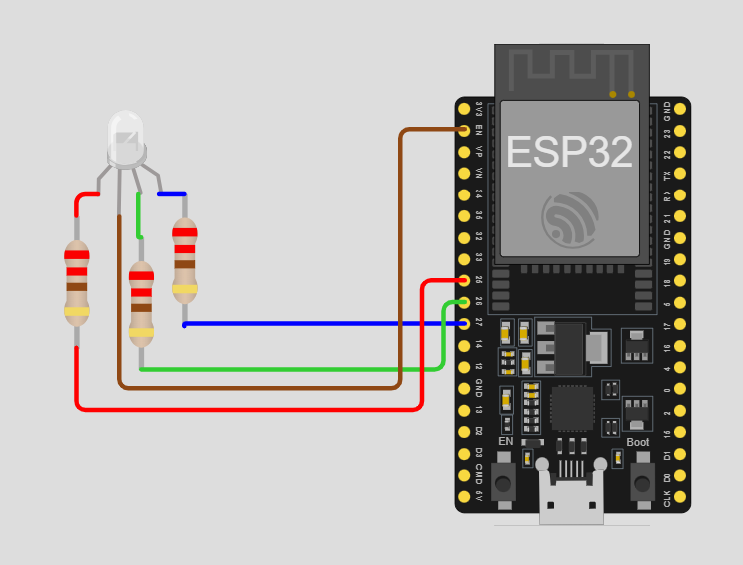 ESP32
3V3
EN
VP
VN
34
35
32
33
25
26
27
14
12
GND
13
D2
D3
CMD
5V
GND
23
22
TX
RX
21
GND
19
18
5
17
16
4
0
2
15
D1
D0
CLK
EN
Boot